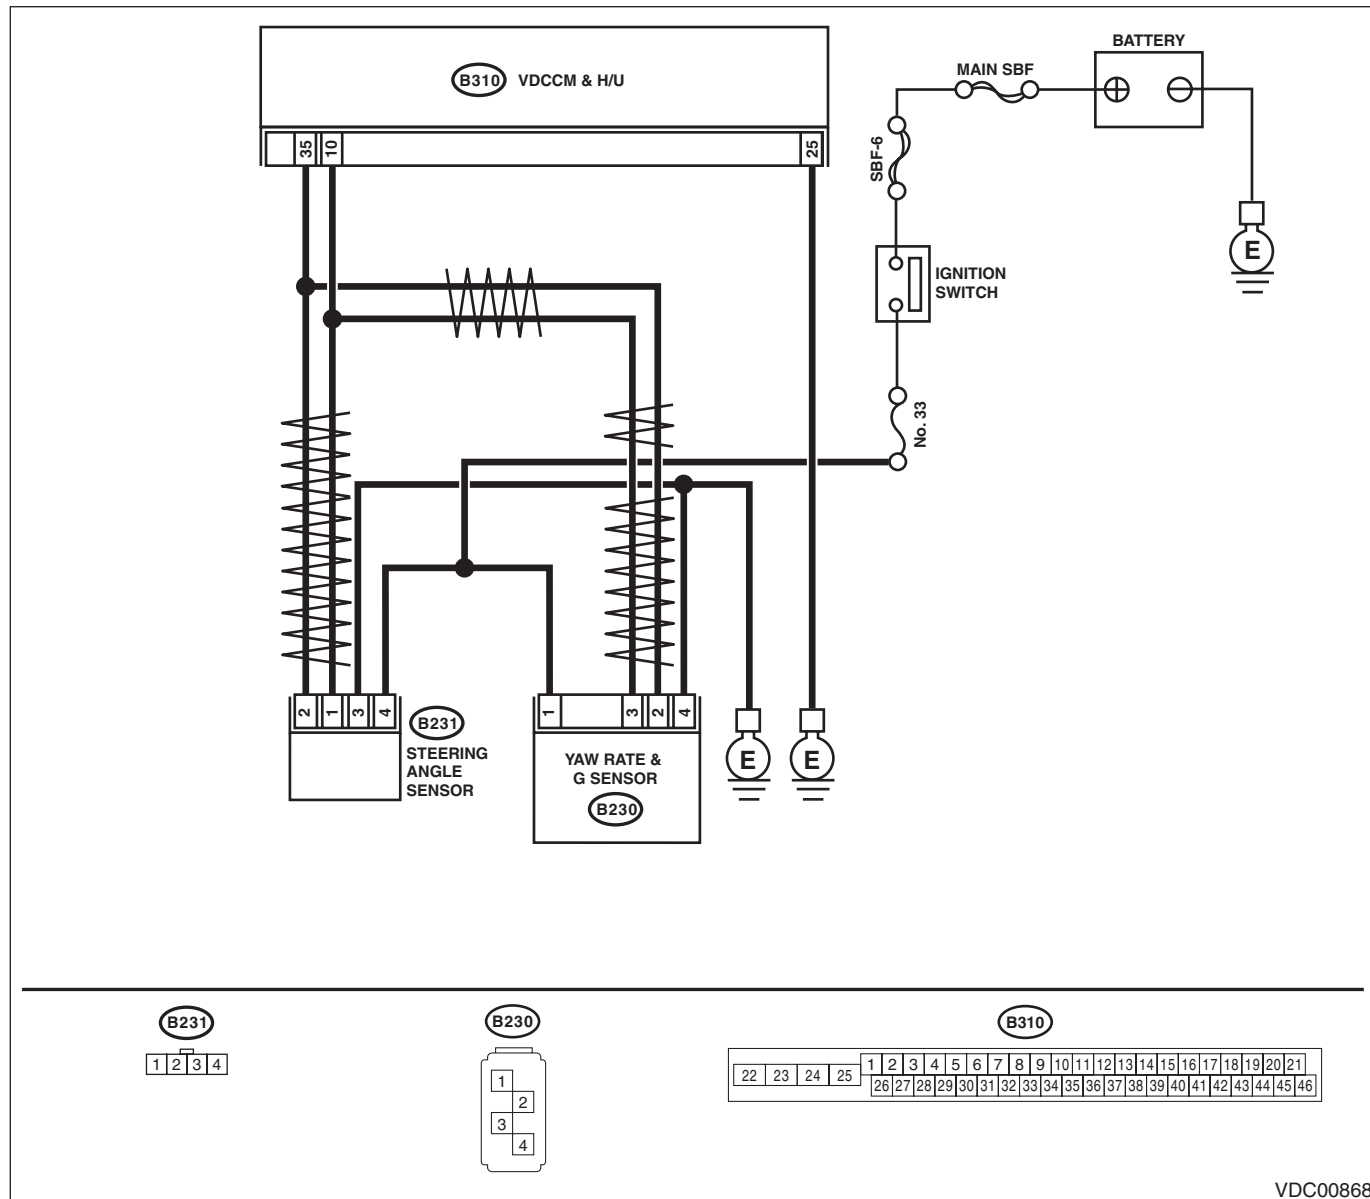 BATTERY
MAIN SBF
B310 VDCCM & H/U
35 10 25
SBF-6
E
IGNITION
SWITCH
No. 33
2 1 3 4
1 3 2 4
B231
STEERING
ANGLE
SENSOR
YAW RATE &
G SENSOR
B230
E E
B231
B230
B310
1 2 3 4
1
2
3
4
22 23 24 25
1 2 3 4 5 6 7 8 9 10 11 12 13 14 15 16 17 18 19 20 21
26 27 28 29 30 31 32 33 34 35 36 37 38 39 40 41 42 43 44 45 46
VDC00868